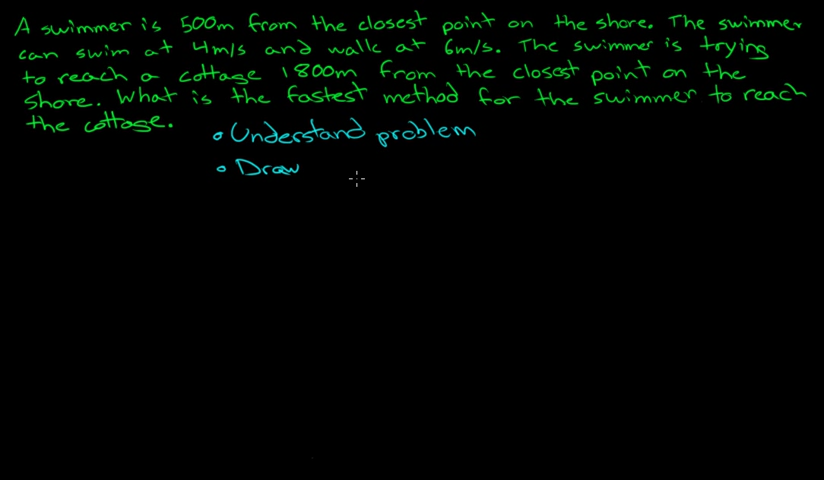 A swimmer is 500m from the closest point on the shore. The swimmer
can swim at 4m/s and walk at 6m/s. The swimmer is trying
to reach a cottage 1800m from the closest point on the
shore. What is the fastest method for the swimmer to reach
the cottage.
• Understand problem
• Draw